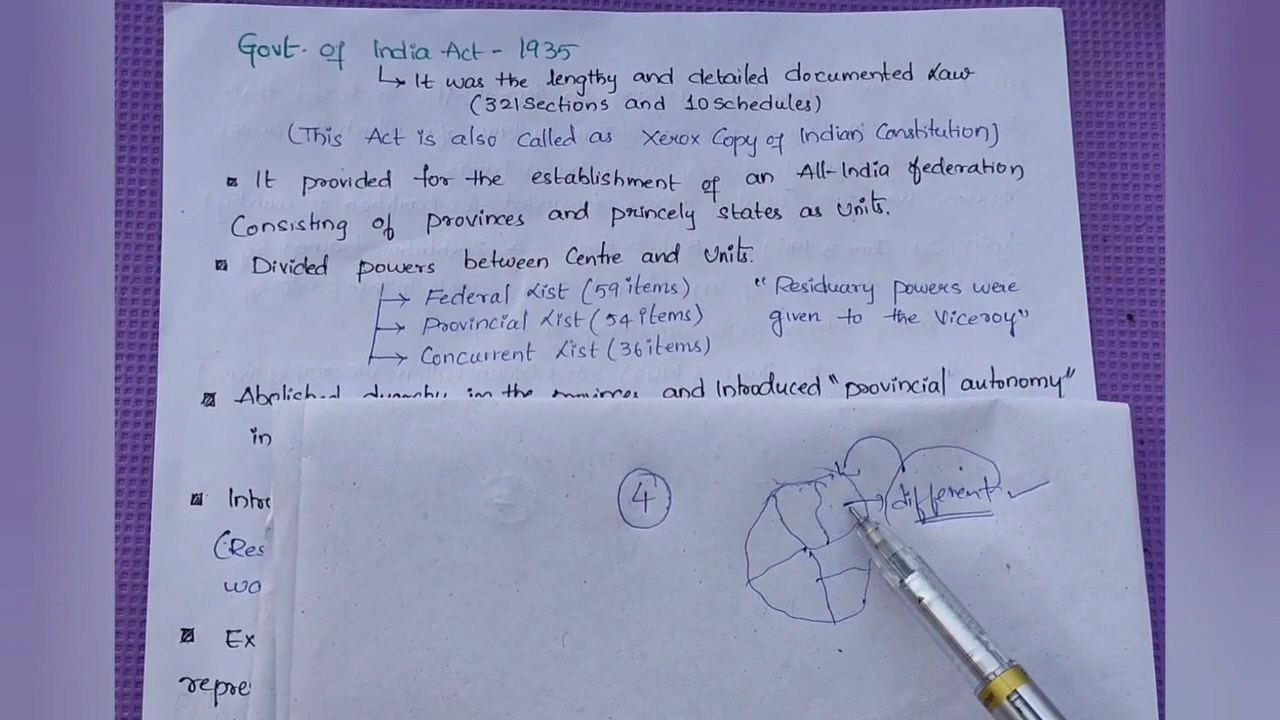 Govt. of India Act - 1935
↳ It was the lengthy and detailed documented Law
(321 Sections and 10 Schedules)
(This Act is also called as Xerox Copy of Indian Constitution)
It provided for the establishment of an All-India federation
Consisting of provinces and princely states as Units.
Divided powers between Centre and Units.
→ Federal List (59 items)
→ Provincial List (54 items)
→ Concurrent List (36 items)
"Residuary powers were
given to the Viceroy"
Abolished dyarchy in the and Introduced "provincial autonomy"
in
Intro
(Res
wo
Ex
repre
4
different ✓